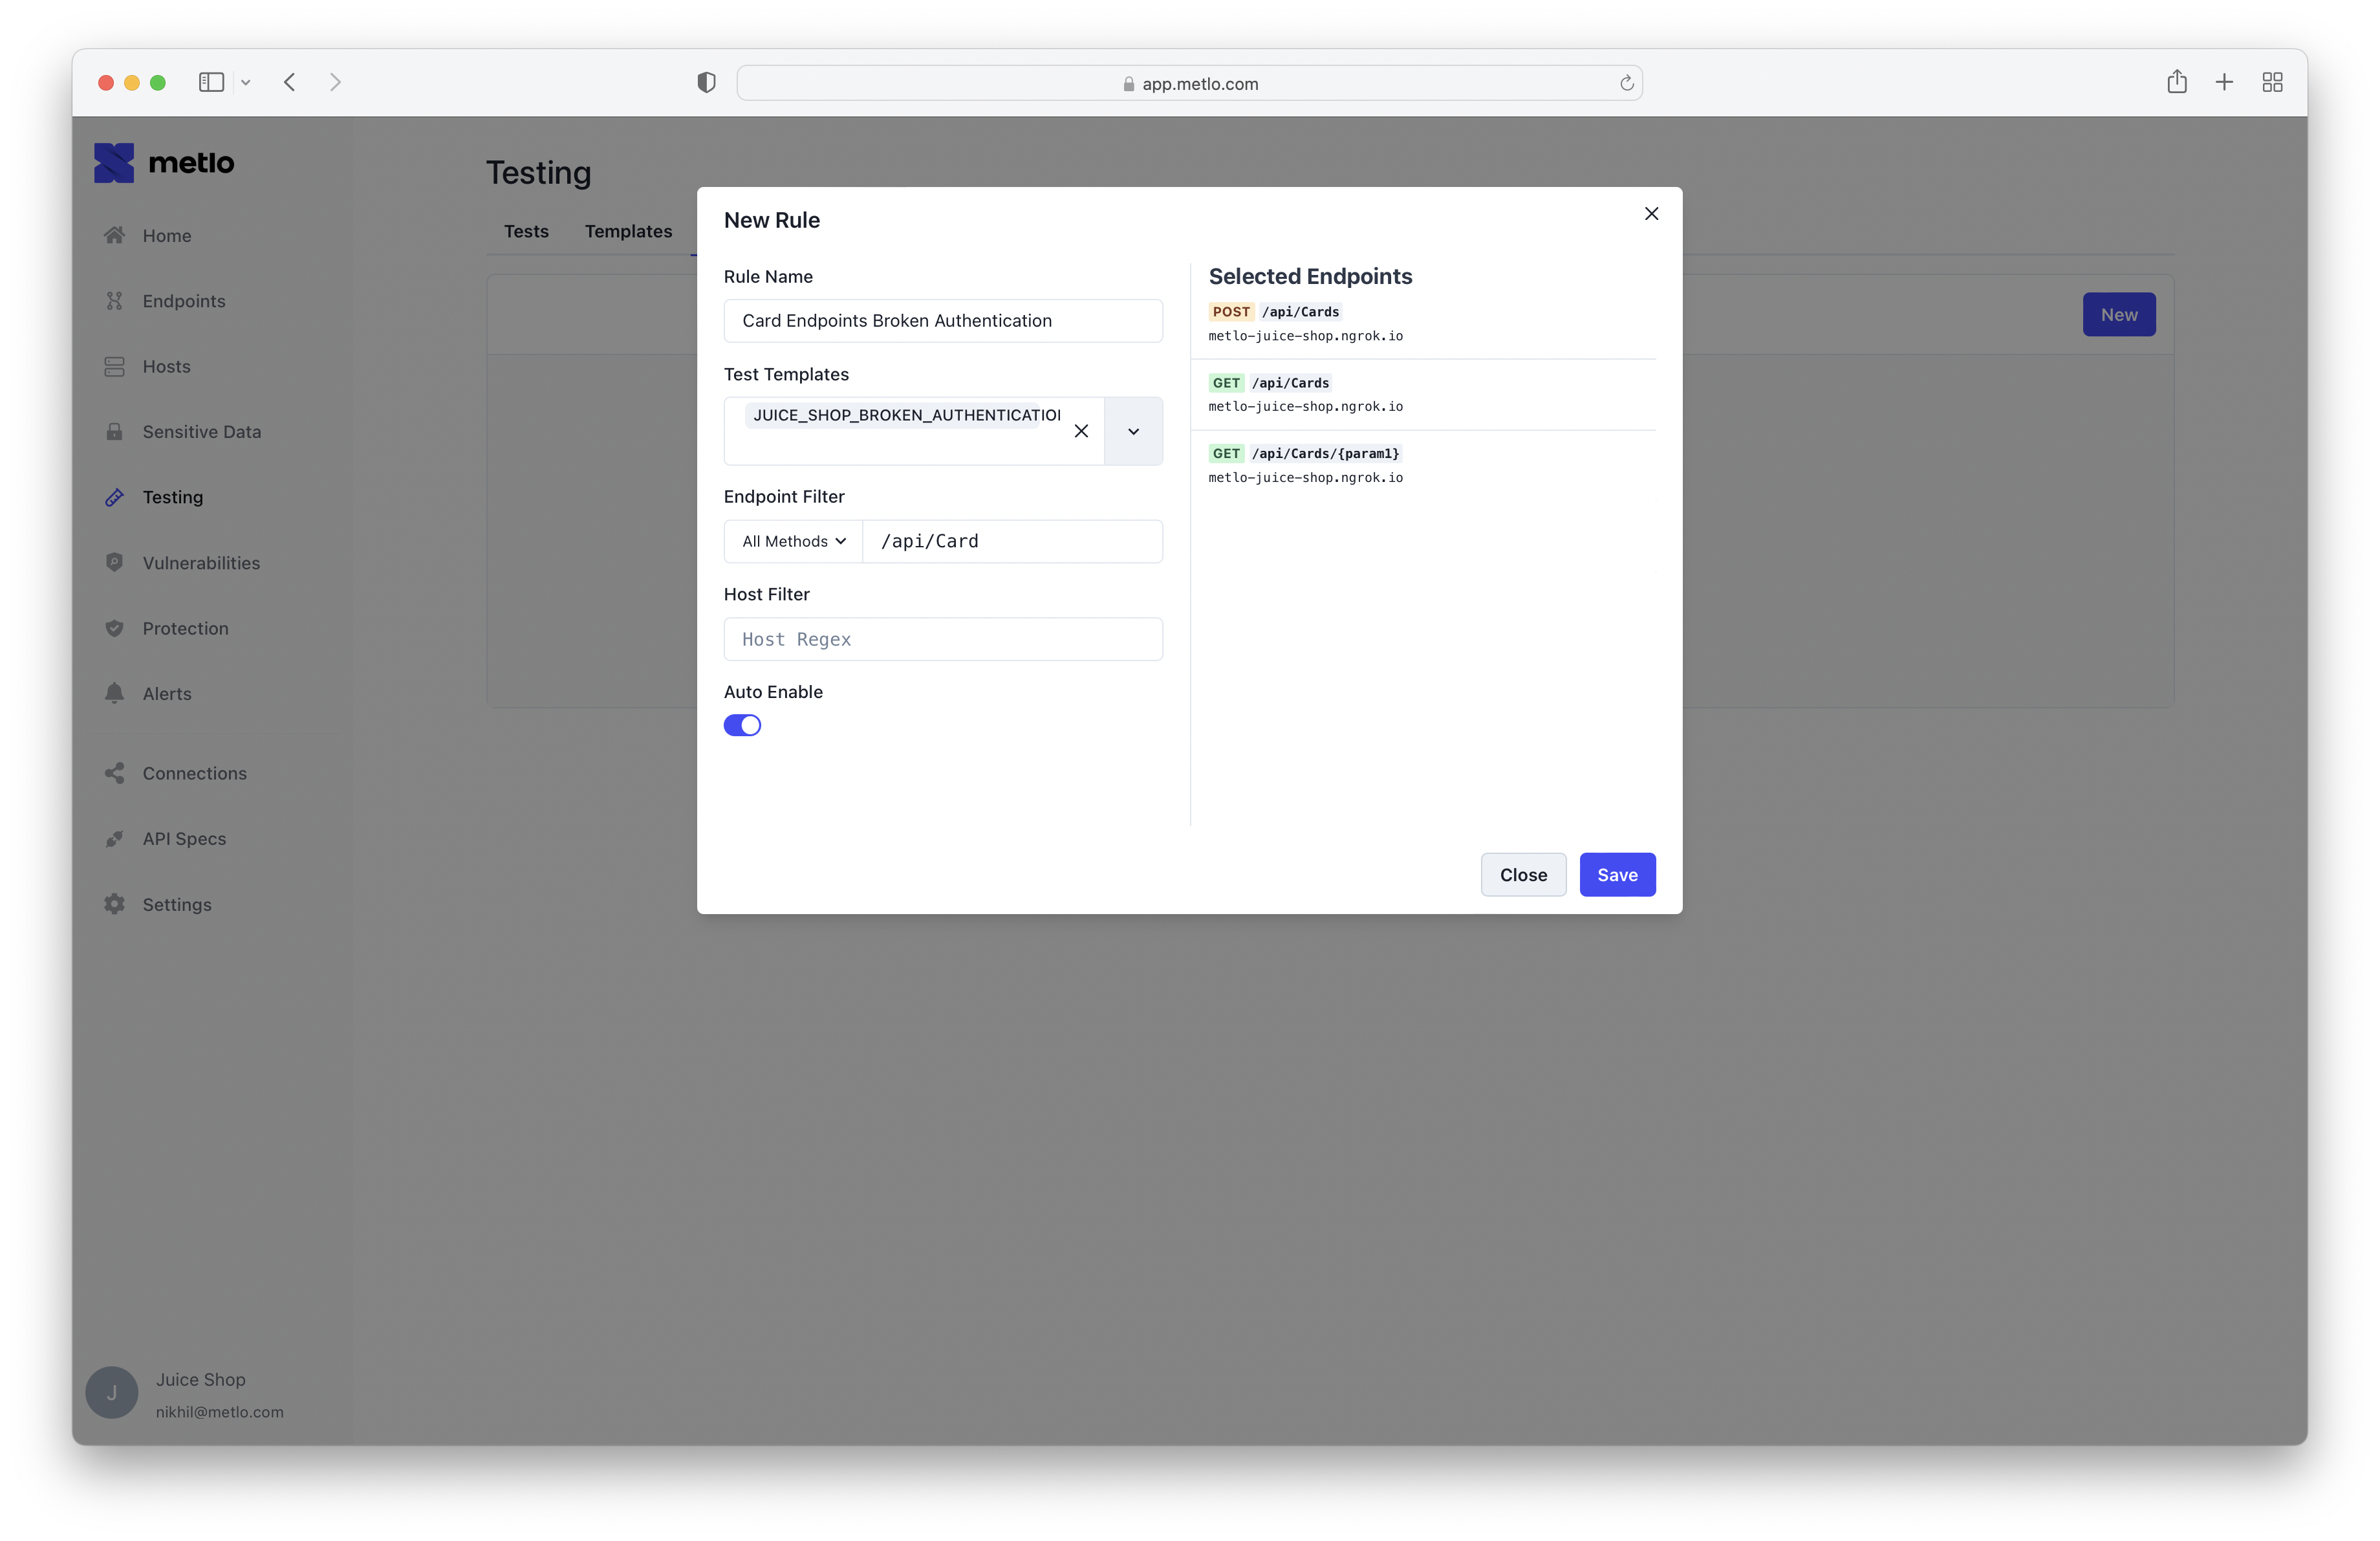 app.metlo.com
metlo
Home
Endpoints
Hosts
Sensitive Data
Testing
Vulnerabilities
Protection
Alerts
Connections
API Specs
Settings
J
Juice Shop
nikhil@metlo.com
Testing
Tests
Templates
New
New Rule
Rule Name
Card Endpoints Broken Authentication
Test Templates
JUICE_SHOP_BROKEN_AUTHENTICATIO
Endpoint Filter
All Methods
/api/Card
Host Filter
Host Regex
Auto Enable
Selected Endpoints
POST /api/Cards
metlo-juice-shop.ngrok.io
GET /api/Cards
metlo-juice-shop.ngrok.io
GET /api/Cards/{param1}
metlo-juice-shop.ngrok.io
Close
Save